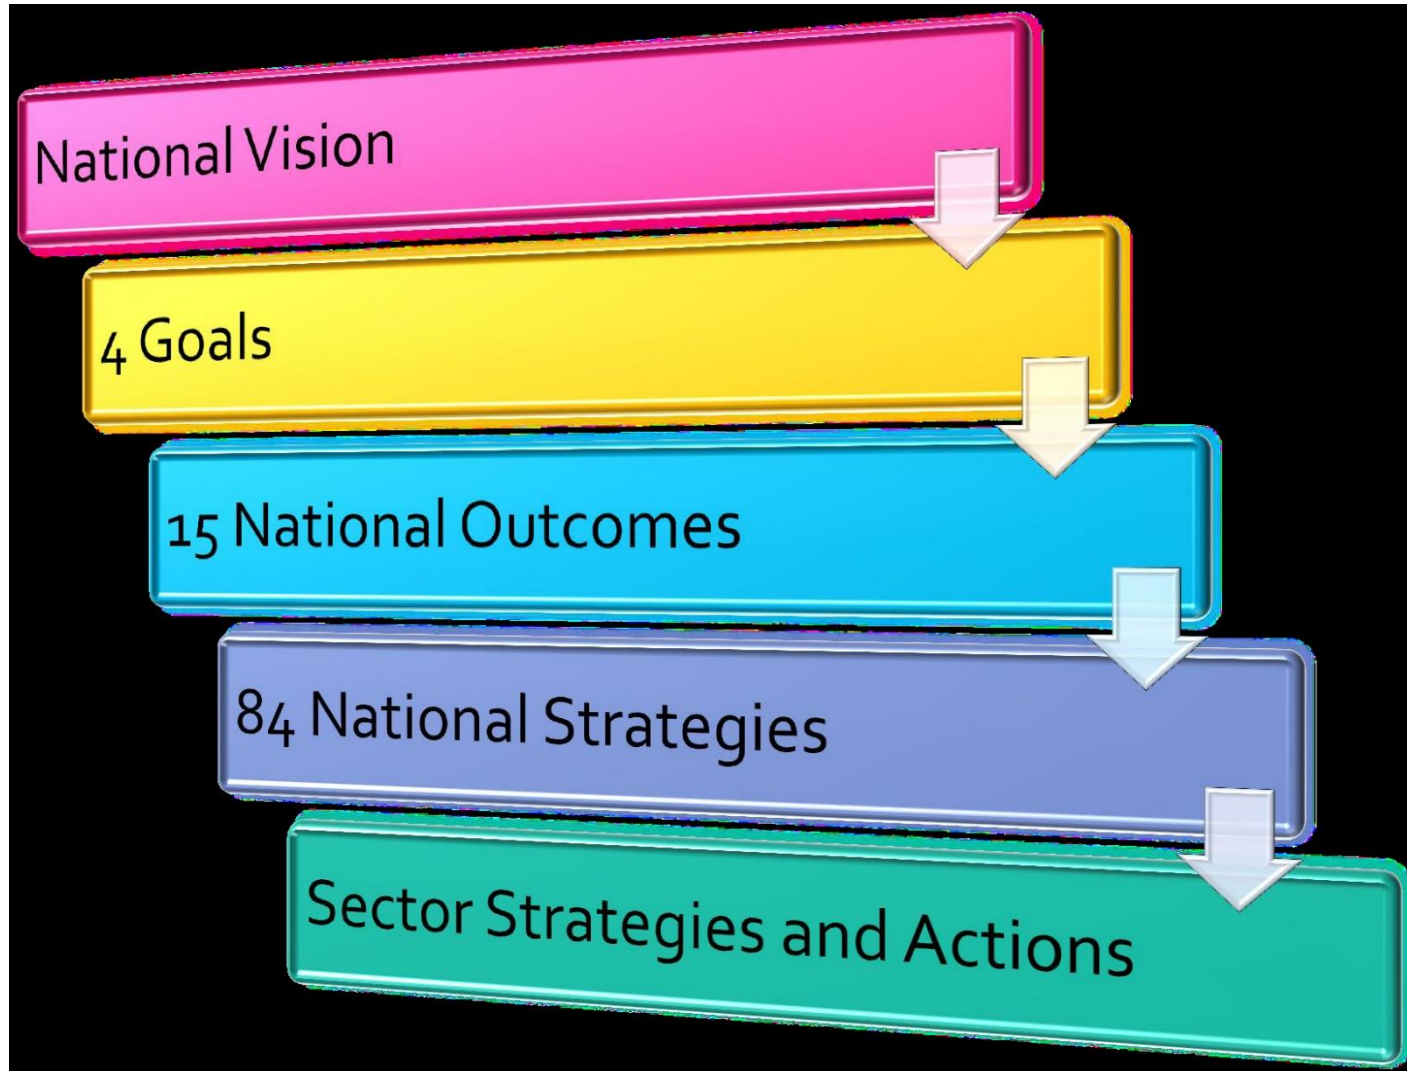 National Vision
4 Goals
15 National Outcomes
84 National Strategies
Sector Strategies and Actions